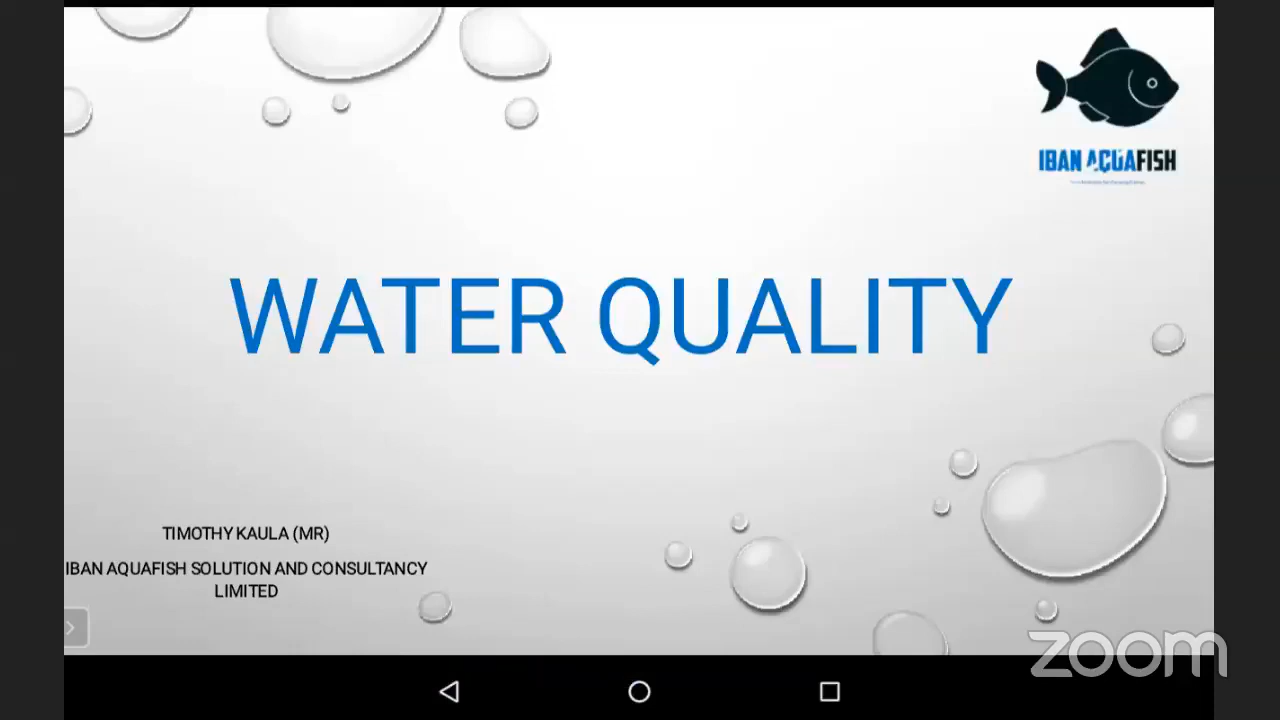 IBAN AQUAFISH
WATER QUALITY
TIMOTHY KAULA (MR)
IBAN AQUAFISH SOLUTION AND CONSULTANCY
LIMITED
zoom